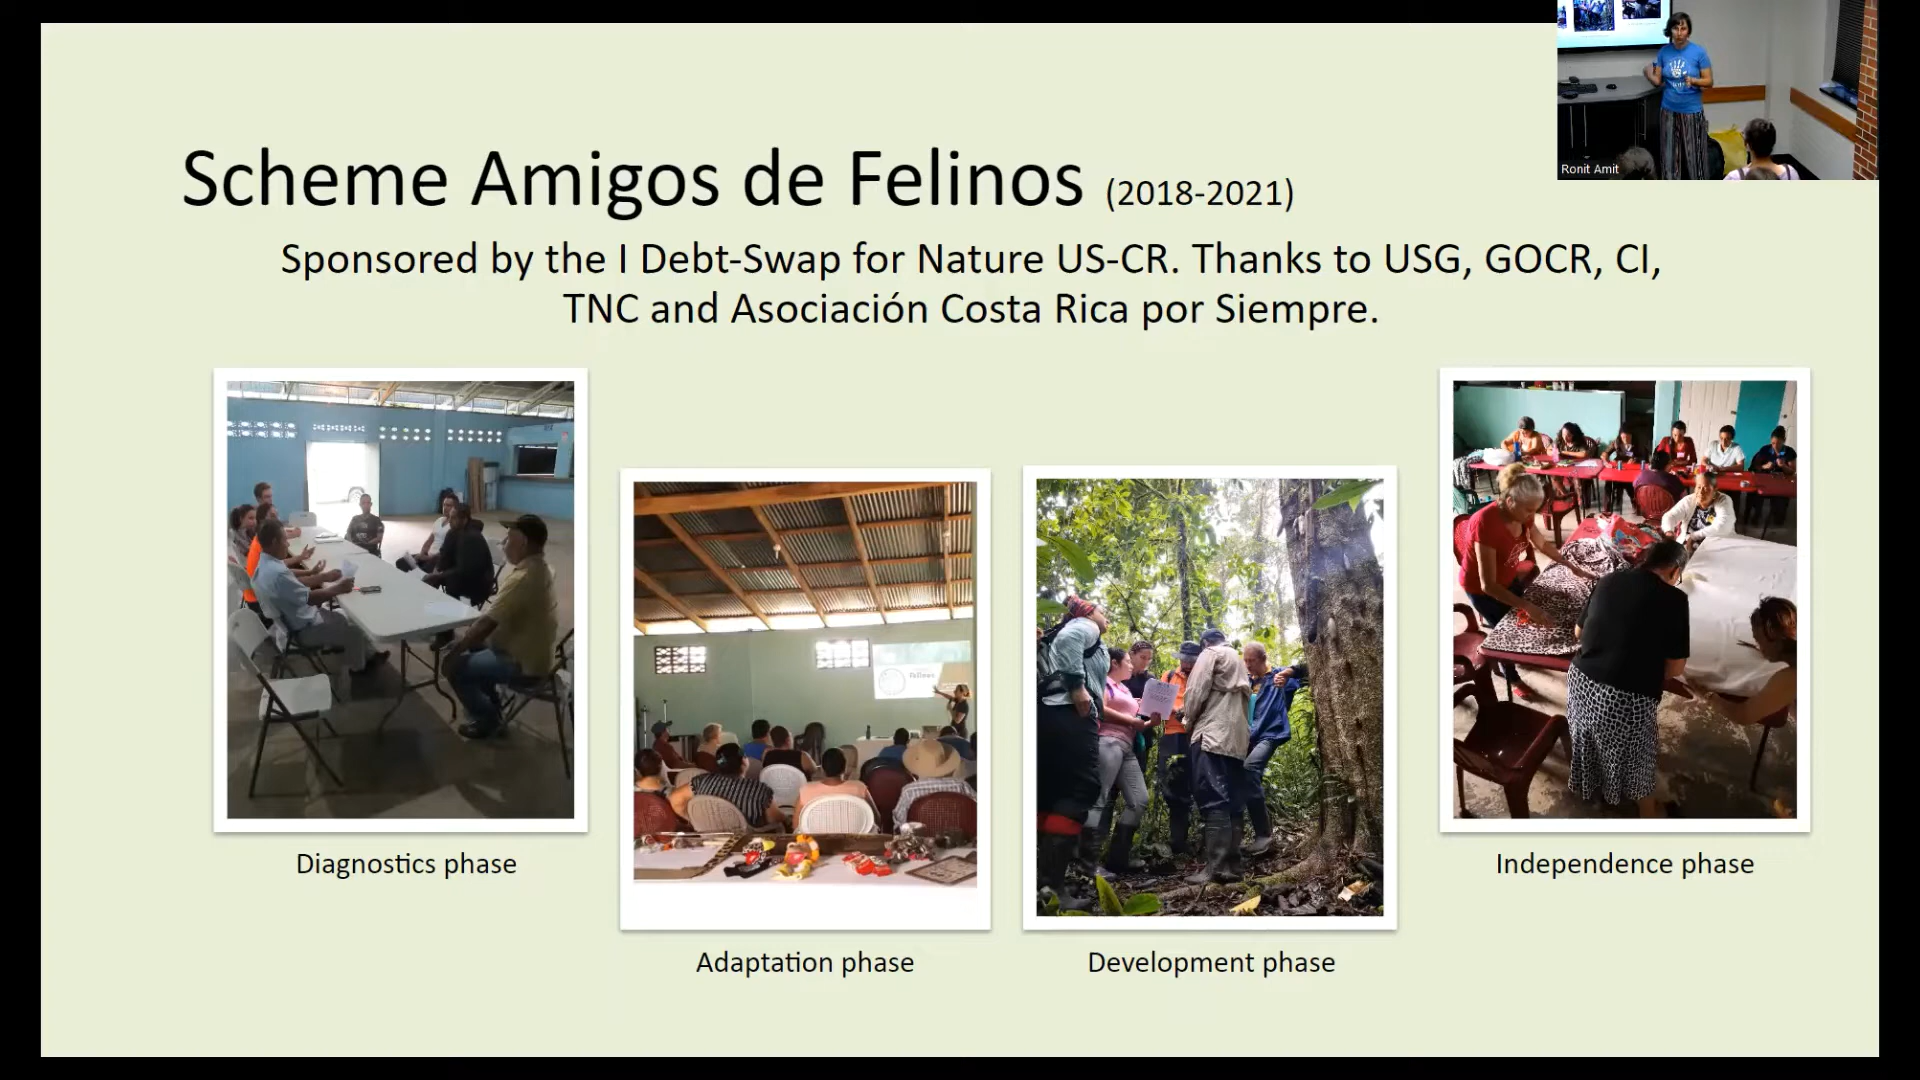 Scheme Amigos de Felinos (2018-2021)
Sponsored by the I Debt-Swap for Nature US-CR. Thanks to USG, GOCR, CI,
TNC and Asociación Costa Rica por Siempre.
Ronit Amit
Diagnostics phase
Adaptation phase
Development phase
Independence phase